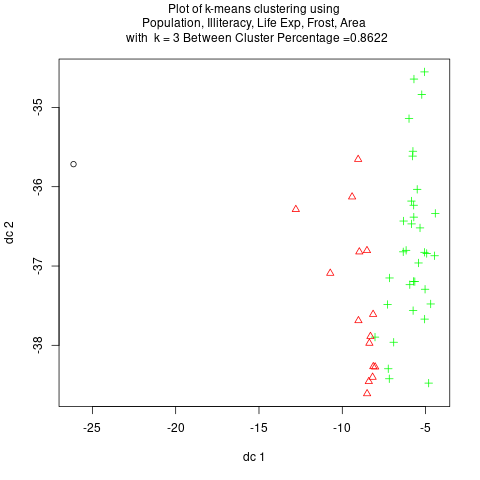 Plot of k-means clustering using
Population, Illiteracy, Life Exp, Frost, Area
with  k = 3 Between Cluster Percentage =0.8622
-35
-36
-37
-38
dc 2
-25 -20 -15 -10 -5
dc 1